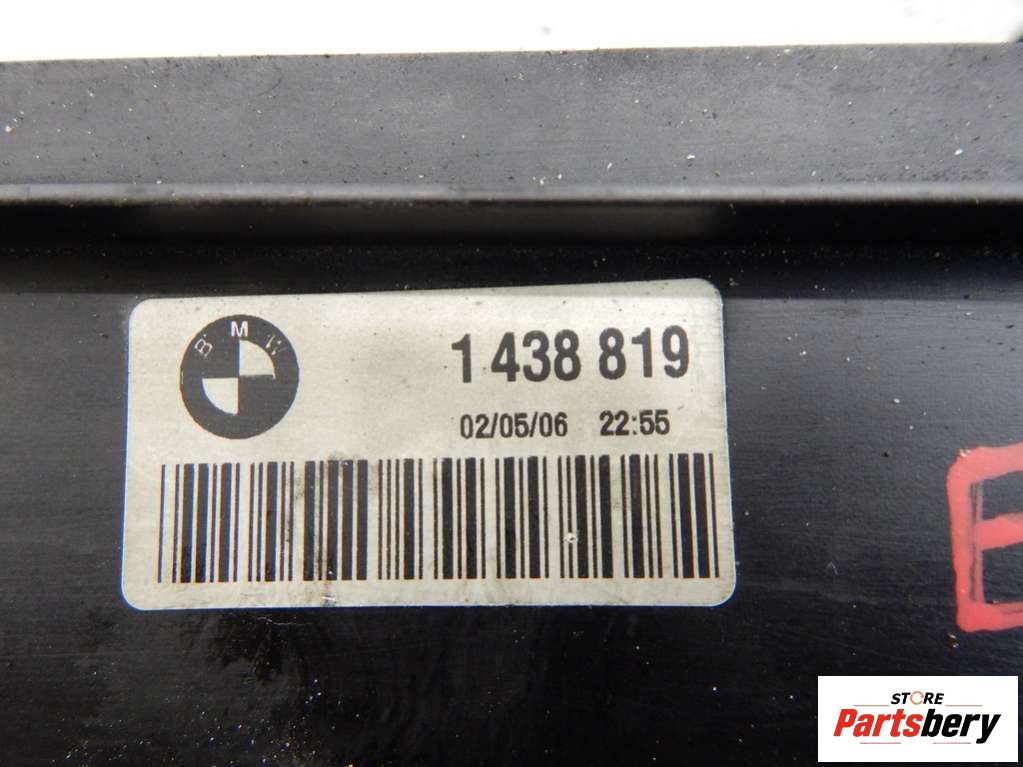 BMW
1 438 819
02/05/06 22:55
E
STORE
Partsbery